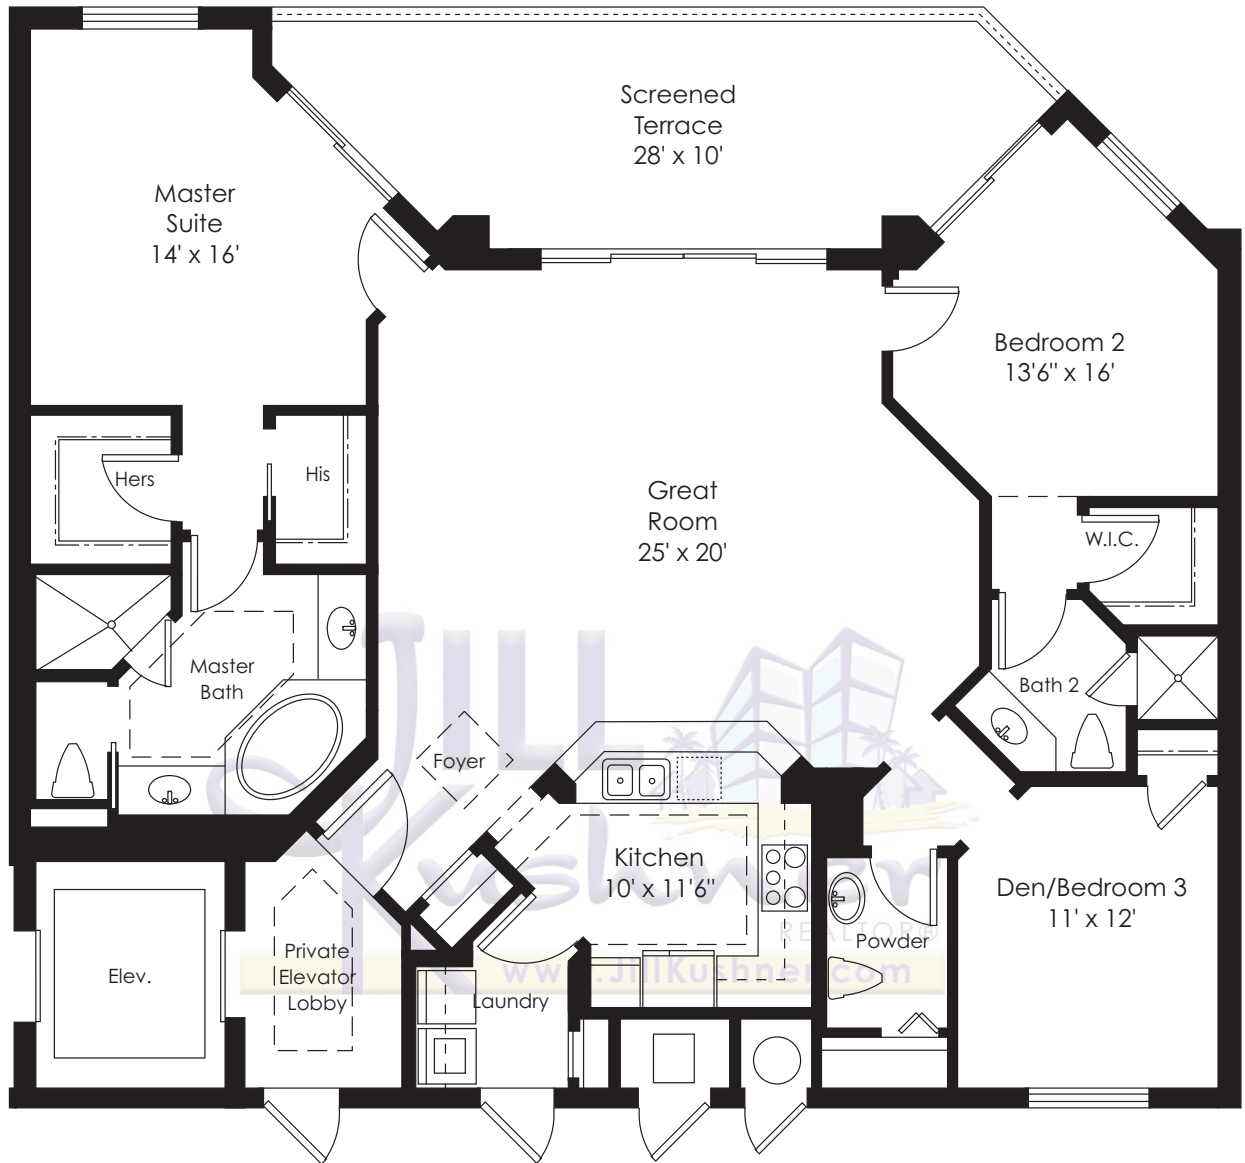 Screened
Terrace
28' x 10'
Master
Suite
14' x 16'
Bedroom 2
13'6" x 16'
Hers
His
Great
Room
25' x 20'
W.I.C.
Master
Bath
Bath 2
Foyer
Kitchen
10' x 11'6"
Den/Bedroom 3
11' x 12'
Powder
Elev.
Private
Elevator
Lobby
Laundry
JILL
Kushner
REALTOR®
www.JillKushner.com